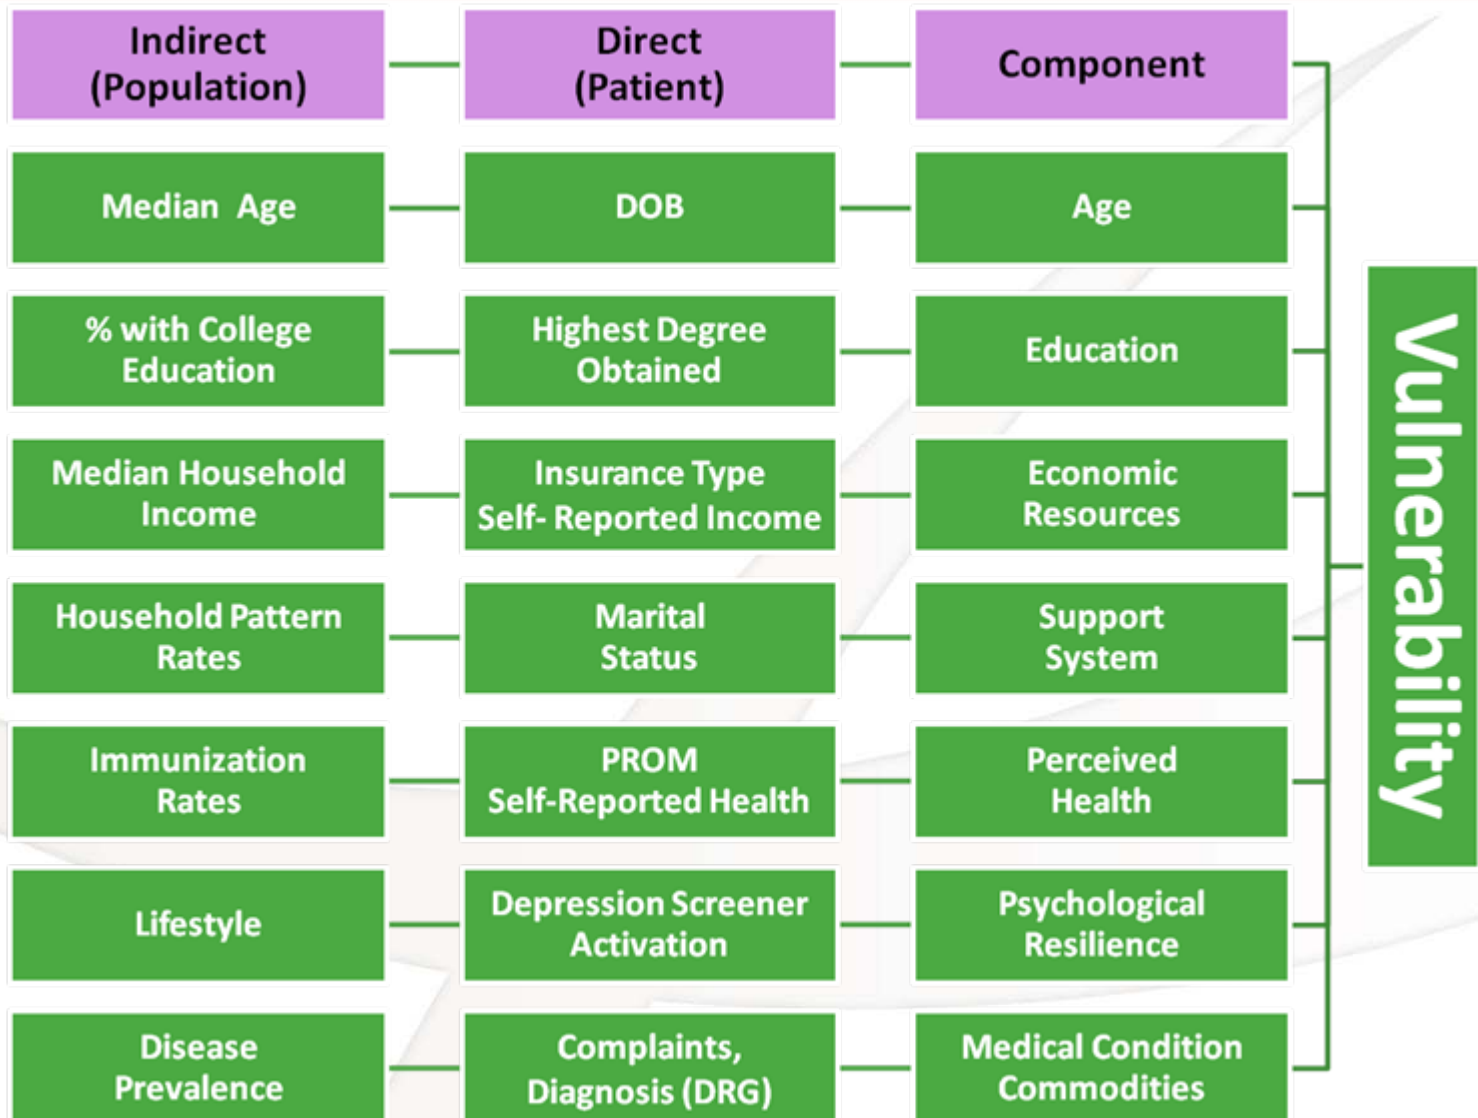 Indirect
(Population)
Direct
(Patient)
Component
Median Age
DOB
Age
% with College
Education
Highest Degree
Obtained
Education
Median Household
Income
Insurance Type
Self- Reported Income
Economic
Resources
Household Pattern
Rates
Marital
Status
Support
System
Immunization
Rates
PROM
Self-Reported Health
Perceived
Health
Lifestyle
Depression Screener
Activation
Psychological
Resilience
Disease
Prevalence
Complaints,
Diagnosis (DRG)
Medical Condition
Commodities
Vulnerability